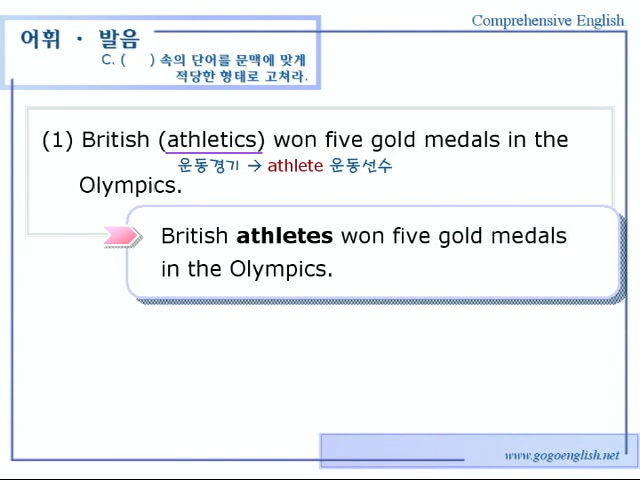 Comprehensive English
어휘 · 발음
C. (     ) 속의 단어를 문맥에 맞게
적당한 형태로 고쳐라.
(1) British (athletics) won five gold medals in the
운동경기 → athlete 운동선수
Olympics.
British athletes won five gold medals
in the Olympics.
www.gogoenglish.net